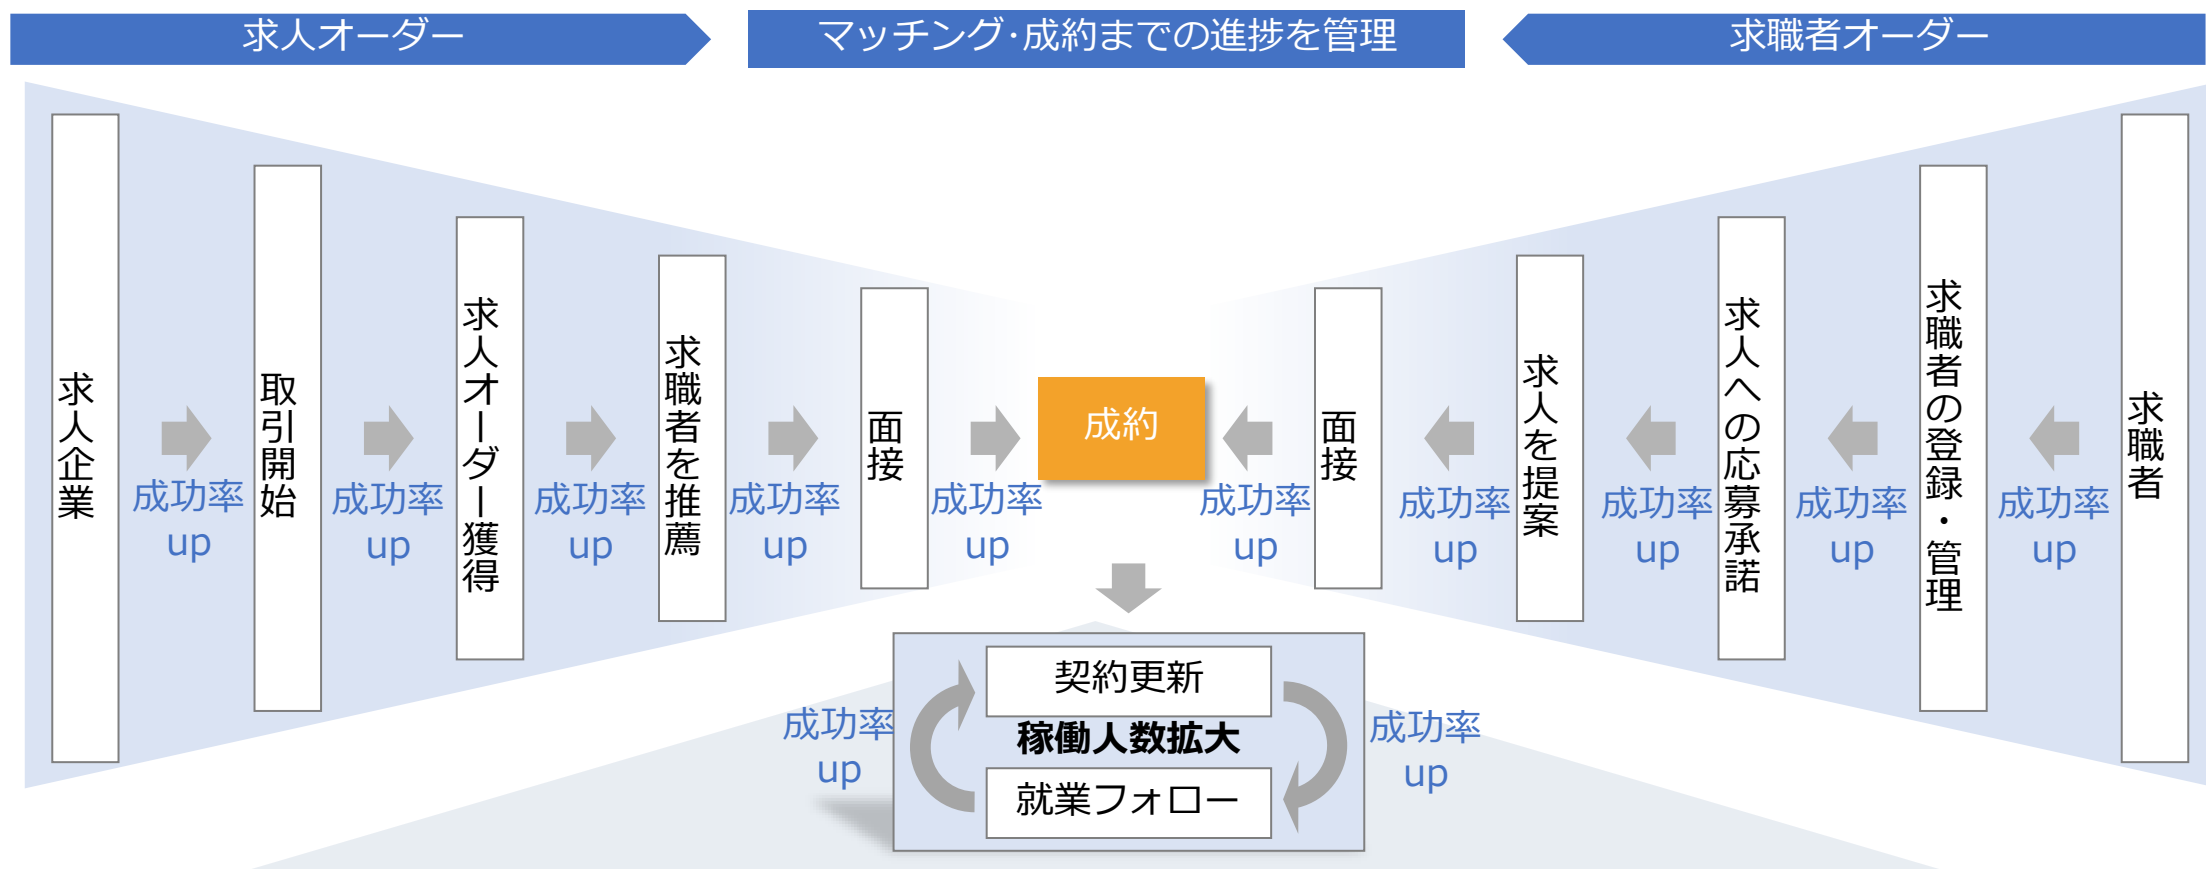 求人オーダー
マッチング・成約までの進捗を管理
求職者オーダー
求人企業
成功率
up
取引開始
成功率
up
求人オーダー獲得
成功率
up
求職者を推薦
成功率
up
面接
成功率
up
成約
成功率
up
面接
成功率
up
求人を提案
成功率
up
求人への応募承諾
成功率
up
求職者の登録・管理
成功率
up
求職者
成功率
up
契約更新
稼働人数拡大
就業フォロー
成功率
up